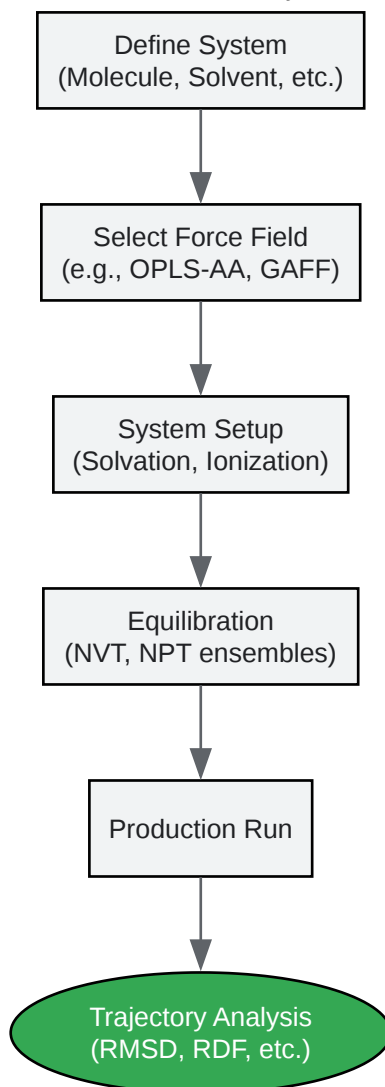 Define System
(Molecule, Solvent, etc.)
Select Force Field
(e.g., OPLS-AA, GAFF)
System Setup
(Solvation, Ionization)
Equilibration
(NVT, NPT ensembles)
Production Run
Trajectory Analysis
(RMSD, RDF, etc.)